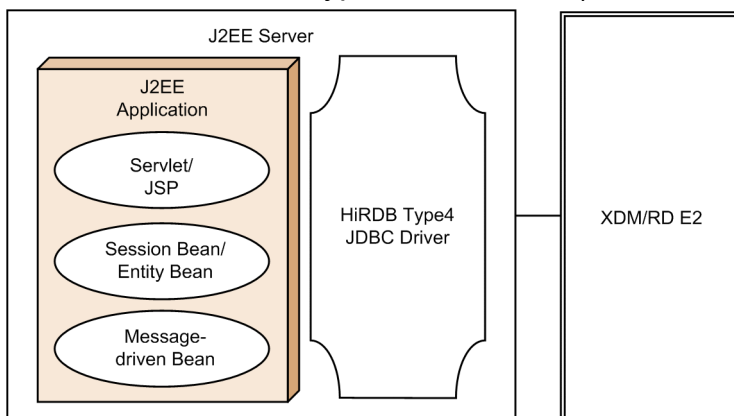 J2EE Server
J2EE
Application
Servlet/
JSP
Session Bean/
Entity Bean
Message-
driven Bean
HiRDB Type4
JDBC Driver
XDM/RD E2